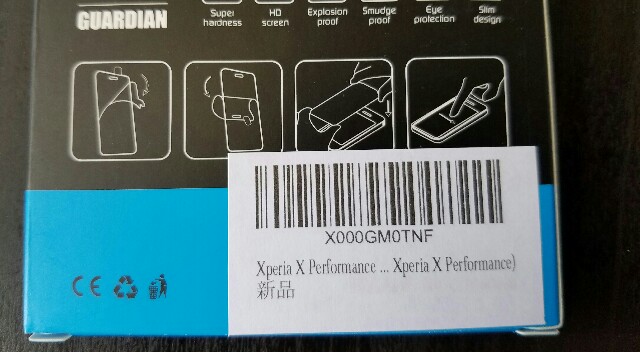 GUARDIAN
Super hardness
HD screen
Explosion proof
Smudge proof
Eye protection
Slim design
X000GM0TNF
Xperia X Performance ... Xperia X Performance)
新品
CE